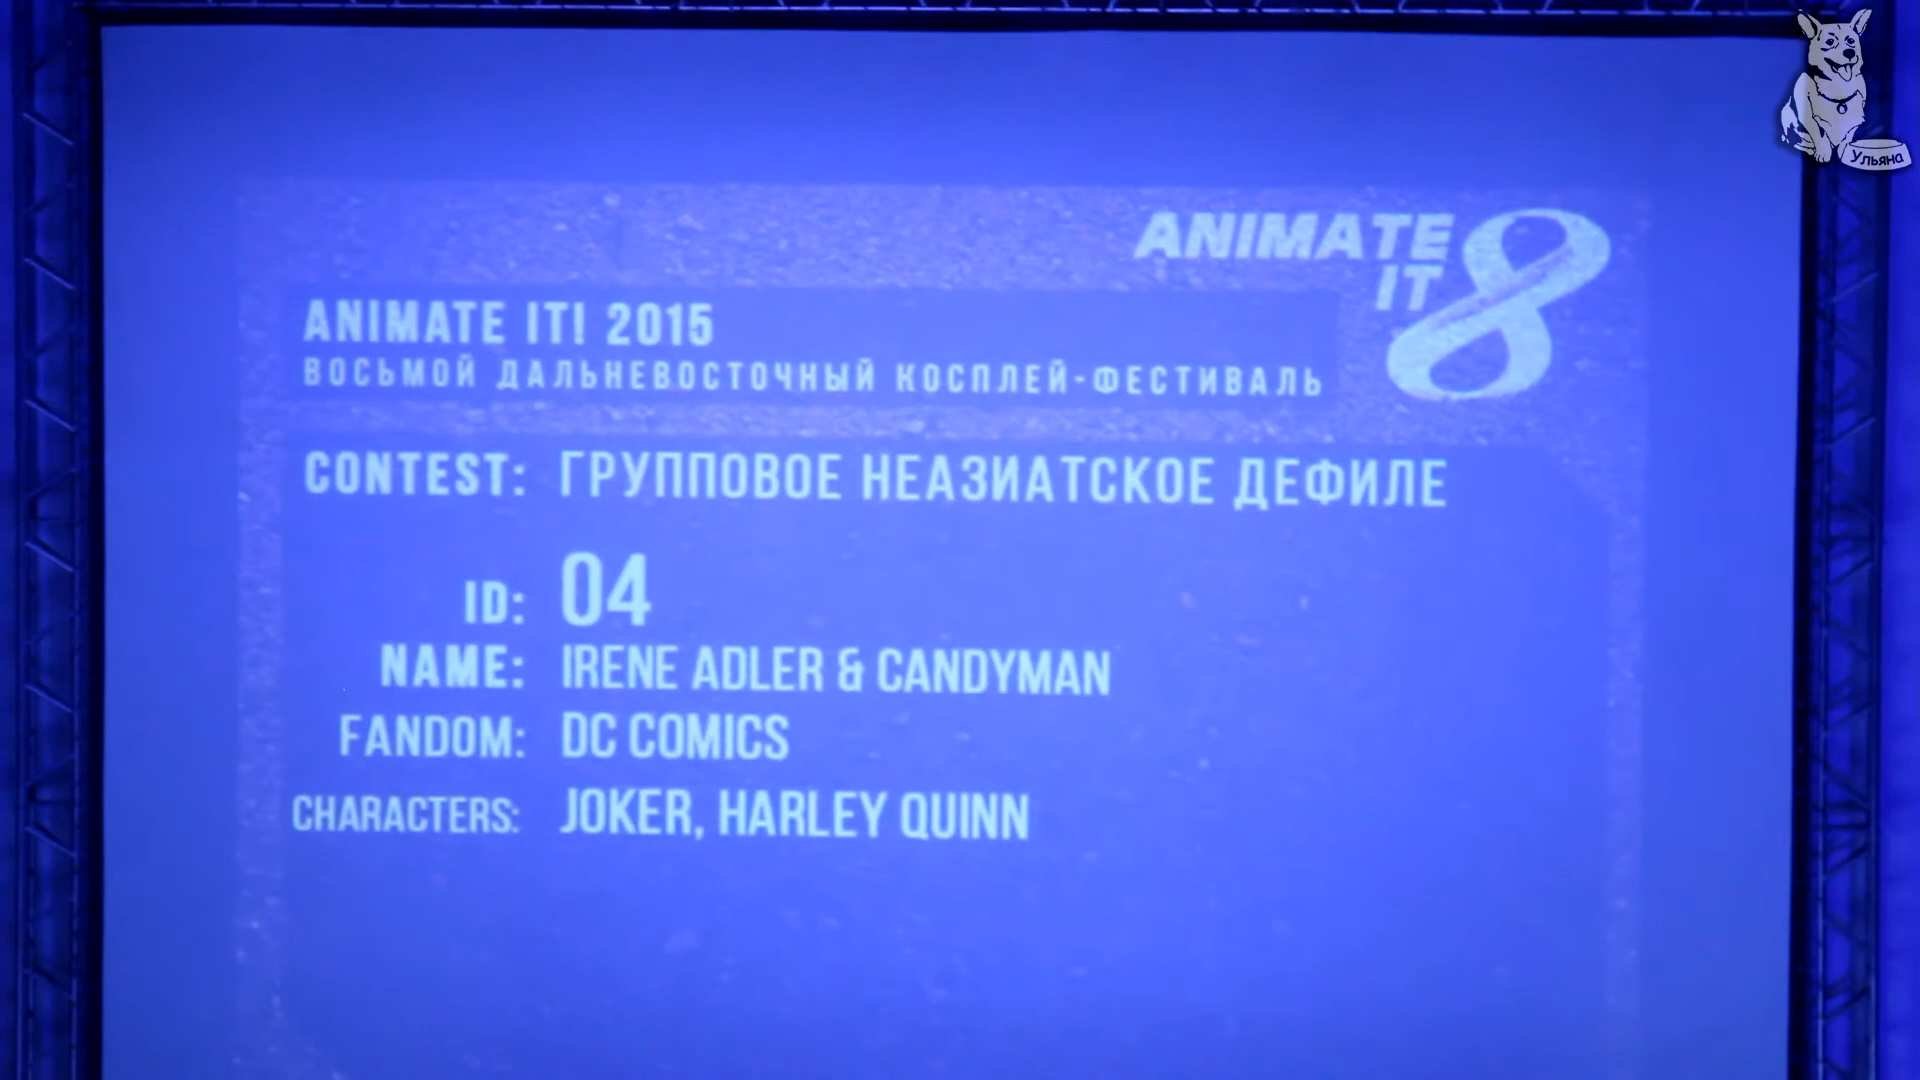 Ульяна
ANIMATE
IT 8
ANIMATE IT! 2015
ВОСЬМОЙ ДАЛЬНЕВОСТОЧНЫЙ КОСПЛЕЙ-ФЕСТИВАЛЬ
CONTEST: ГРУППОВОЕ НЕАЗИАТСКОЕ ДЕФИЛЕ
ID: 04
NAME: IRENE ADLER & CANDYMAN
FANDOM: DC COMICS
CHARACTERS: JOKER, HARLEY QUINN